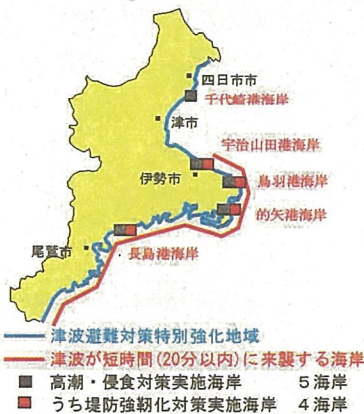 四日市市
千代崎港海岸
津市
宇治山田港海岸
伊勢市
鳥羽港海岸
的矢港海岸
尾鷲市
長島港海岸
津波避難対策特別強化地域
津波が短時間(20分以内)に来襲する海岸
高潮・侵食対策実施海岸 5海岸
うち堤防強靱化対策実施海岸 4海岸